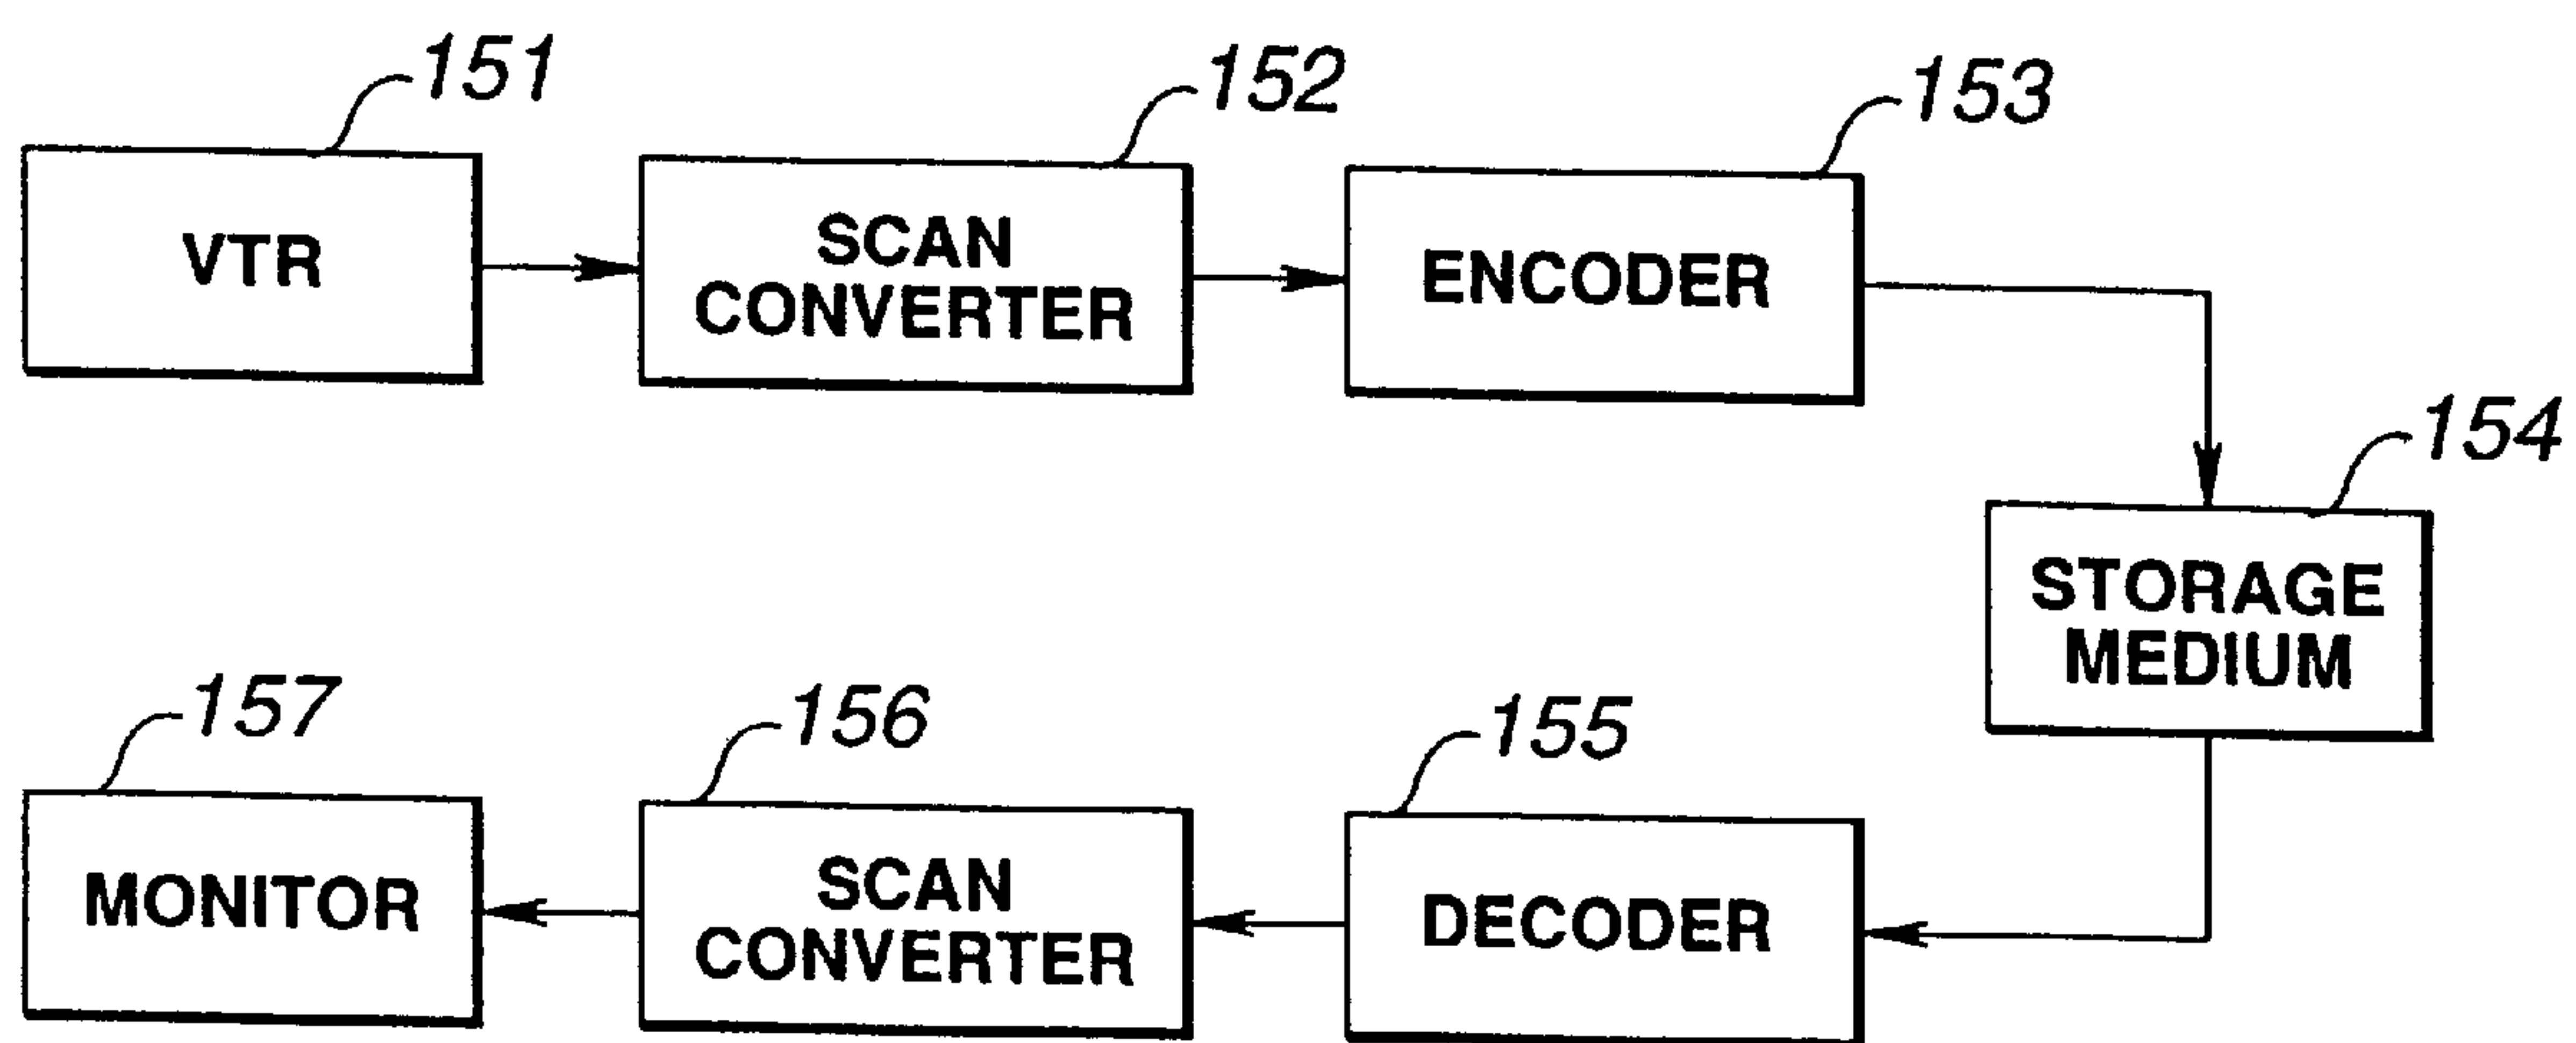 151
152
153
VTR
SCAN
CONVERTER
ENCODER
154
STORAGE
MEDIUM
157
156
155
MONITOR
SCAN
CONVERTER
DECODER